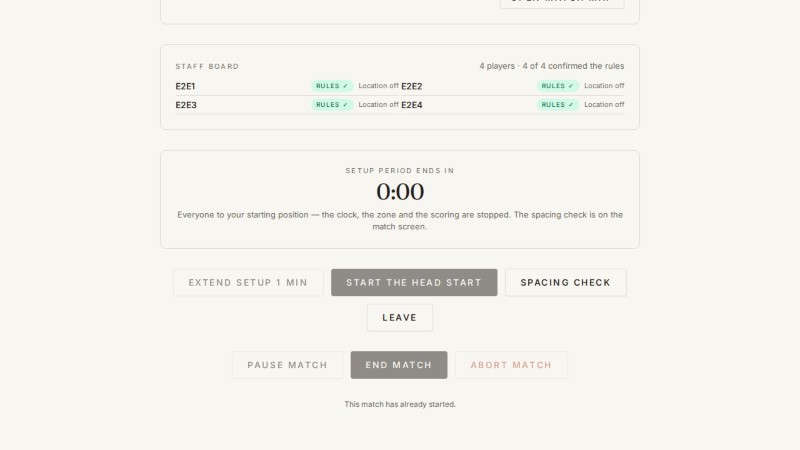 STAFF BOARD
4 players · 4 of 4 confirmed the rules
E2E1 RULES ✓ Location off E2E2 RULES ✓ Location off
E2E3 RULES ✓ Location off E2E4 RULES ✓ Location off
SETUP PERIOD ENDS IN
0:00
Everyone to your starting position — the clock, the zone and the scoring are stopped. The spacing check is on the
match screen.
EXTEND SETUP 1 MIN START THE HEAD START SPACING CHECK
LEAVE
PAUSE MATCH END MATCH ABORT MATCH
This match has already started.